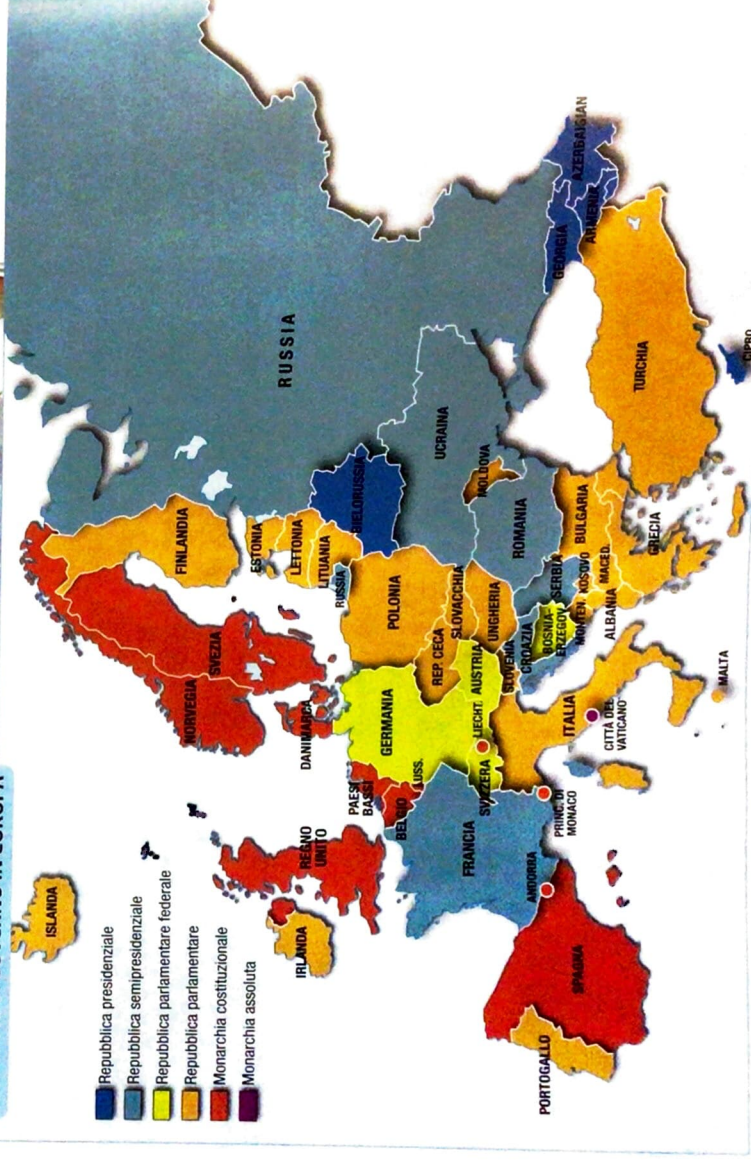 Repubblica presidenziale
Repubblica semipresidenziale
Repubblica parlamentare federale
Repubblica parlamentare
Monarchia costituzionale
Monarchia assoluta
ISLANDA
NORVEGIA
SVEZIA
FINLANDIA
RUSSIA
ESTONIA
LETTONIA
LITUANIA
RUSSIA
BIELORUSSIA
DANIMARCA
IRLANDA
REGNO
UNITO
PAESI
BASSI
BELGIO
LUSS.
GERMANIA
POLONIA
REP. CECA
SLOVACCHIA
UCRAINA
MOLDOVA
FRANCIA
SVIZZERA
LIECHT.
AUSTRIA
UNGHERIA
ROMANIA
SLOVENIA
CROAZIA
BOSNIA-
ERZEGOV.
SERBIA
MONTEN.
KOSOVO
BULGARIA
MACED.
ALBANIA
GRECIA
PORTOGALLO
SPAGNA
ANDORRA
PRINC. DI
MONACO
ITALIA
CITTÀ DEL
VATICANO
MALTA
TURCHIA
CIPRO
GEORGIA
ARMENIA
AZERBAIGIAN